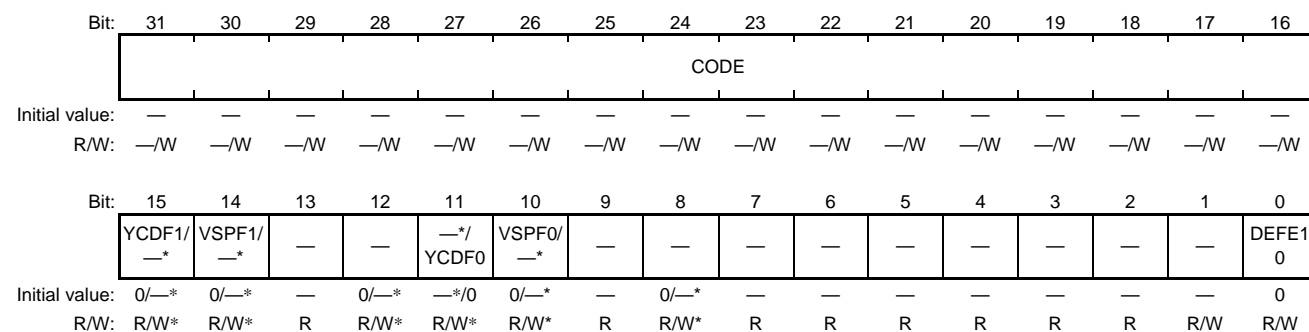 Bit: 31 30 29 28 27 26 25 24 23 22 21 20 19 18 17 16
CODE
Initial value: — — — — — — — — — — — — — — — —
R/W: —/W —/W —/W —/W —/W —/W —/W —/W —/W —/W —/W —/W —/W —/W —/W —/W
Bit: 15 14 13 12 11 10 9 8 7 6 5 4 3 2 1 0
YCDF1/ VSPF1/ — — —*/ VSPF0/ — — — — — — — — — DEFE1
—* —* YCDF0 —* 0
Initial value: 0/—* 0/—* — 0/—* —*/0 0/—* — 0/—* — — — — — — — 0
R/W: R/W* R/W* R R/W* R/W* R/W* R R/W* R R R R R R R/W R/W